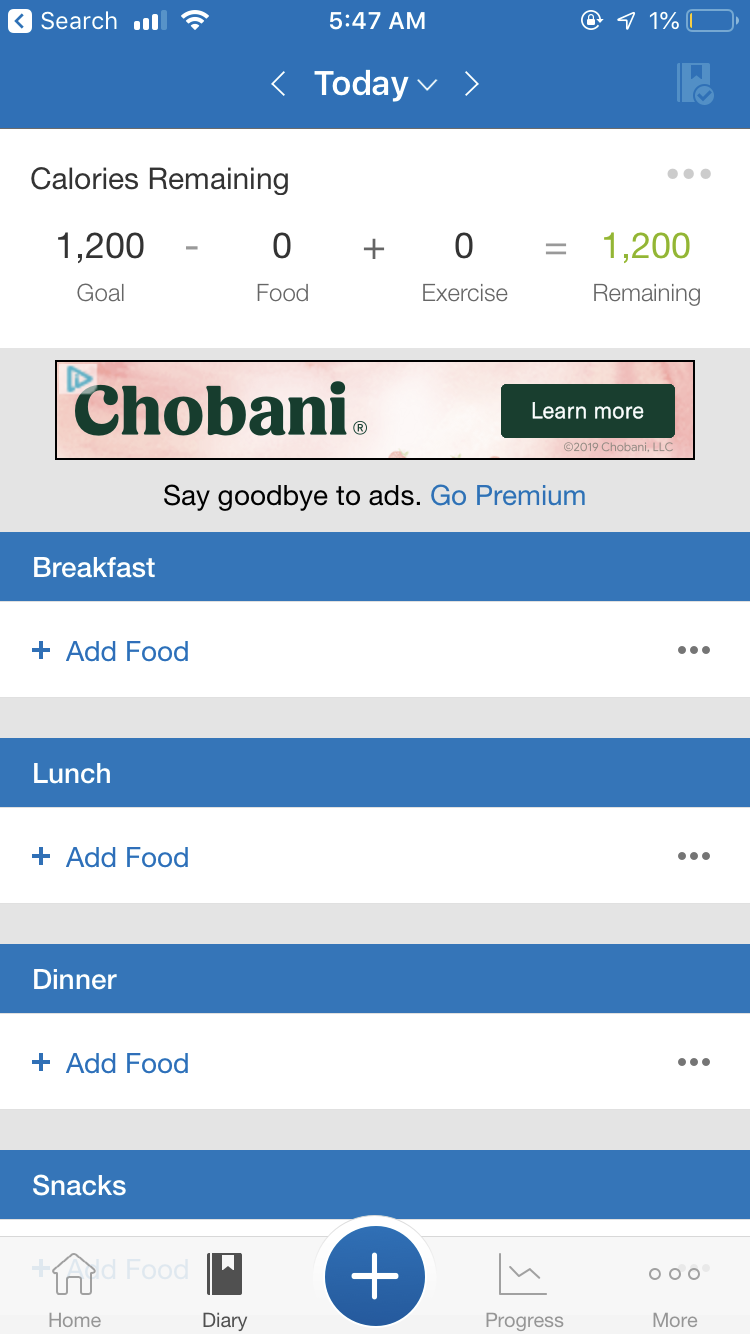 Search 5:47 AM 1%
Today
Calories Remaining
1,200 - 0 + 0 = 1,200
Goal Food Exercise Remaining
Chobani® Learn more
©2019 Chobani, LLC
Say goodbye to ads. Go Premium
Breakfast
+ Add Food
Lunch
+ Add Food
Dinner
+ Add Food
Snacks
+ Add Food
Home Diary Progress More